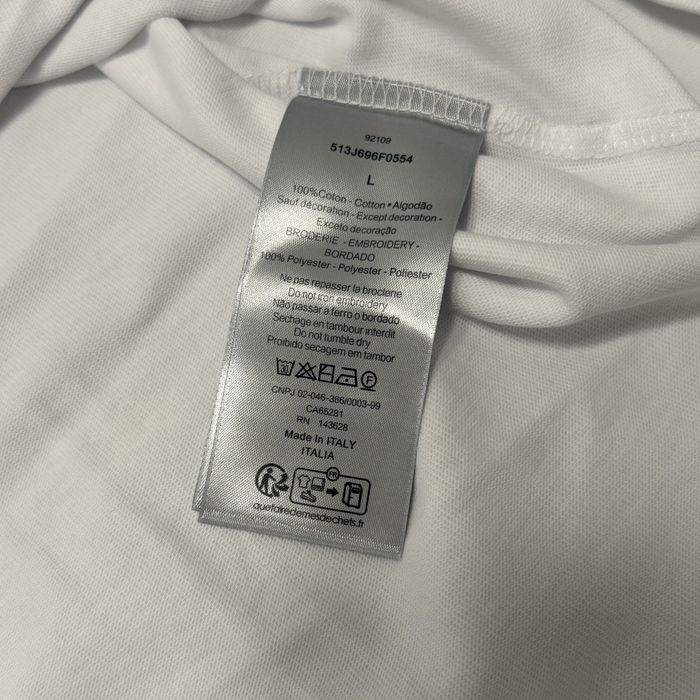 92109
513J696F0554
L
100%Coton - Cotton • Algodão
Sauf décoration - Except decoration -
Exceto decoração
BRODERIE - EMBROIDERY -
BORDADO
100% Polyester - Polyester - Poliester
Ne pas repasser la broclerie
Do not iron embroidery
Não passar a ferro o bordado
Sechage en tambour interdit
Do not tumble dry
Proibido secagem em tambor
30 F
CNPJ 02-046-366/0003-99
CA65281
RN 143628
Made In ITALY
ITALIA
FR
quefairedemesdechets.fr